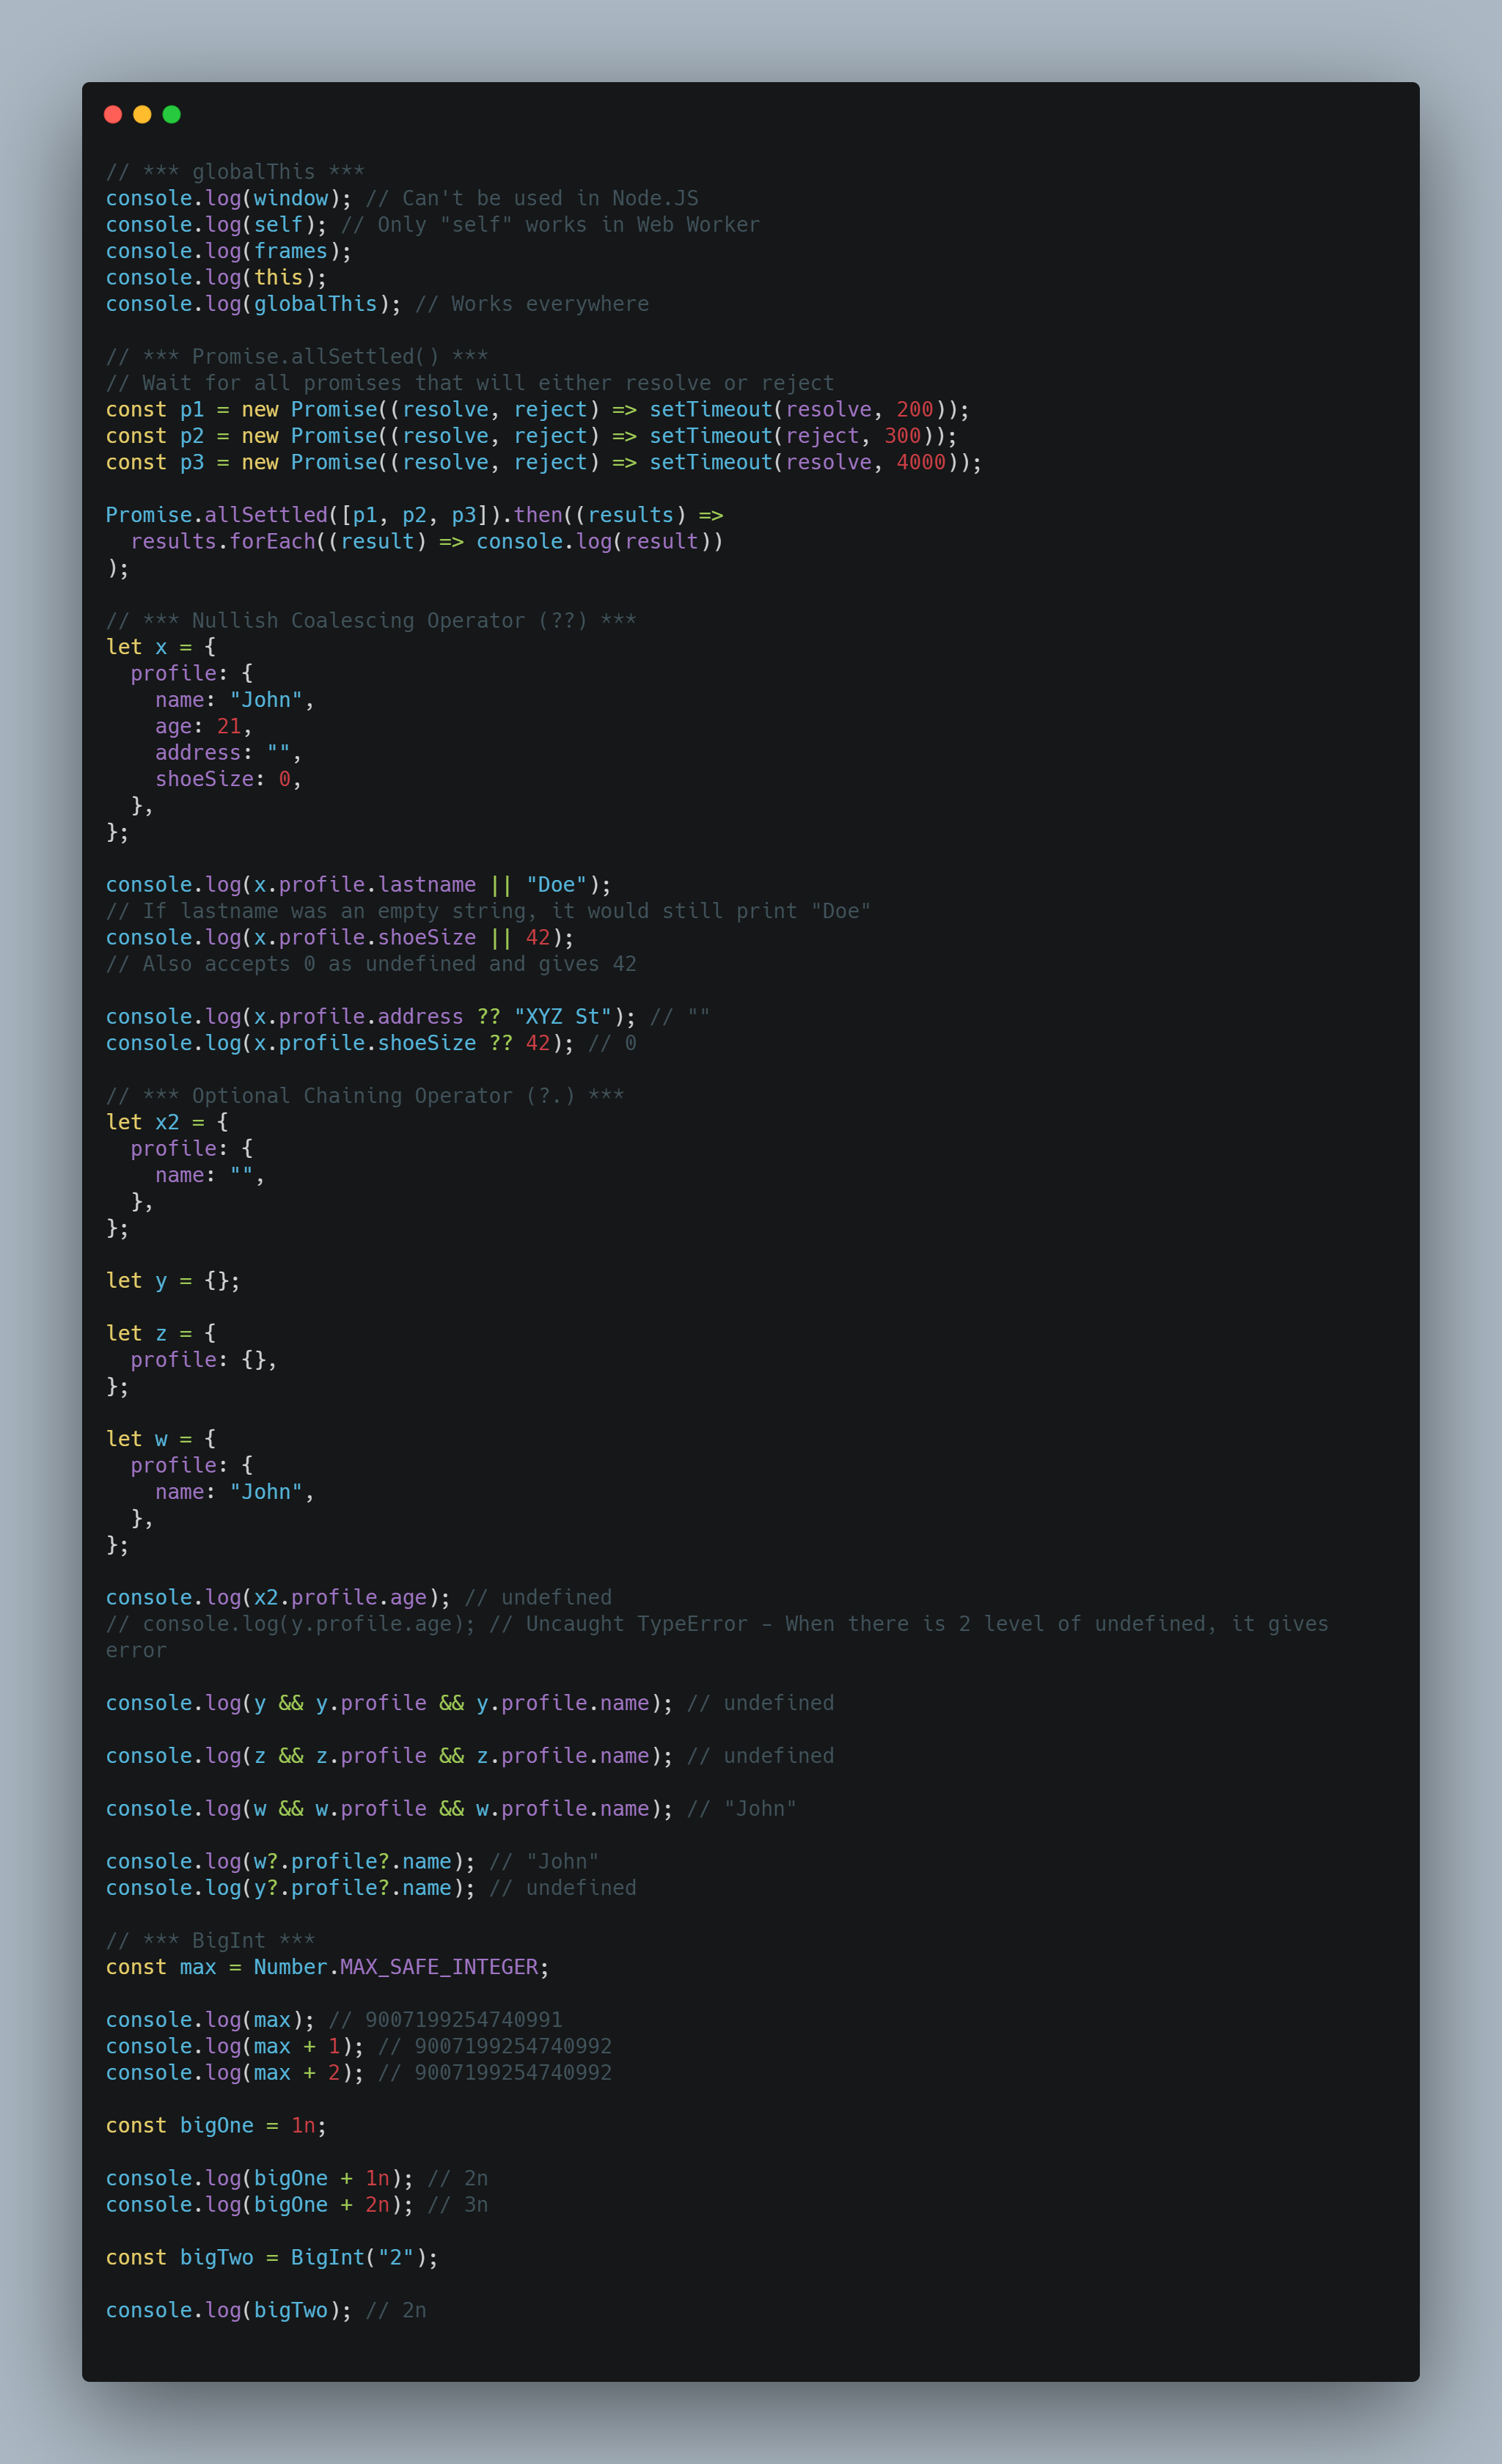 // *** globalThis ***
console.log(window); // Can't be used in Node.JS
console.log(self); // Only "self" works in Web Worker
console.log(frames);
console.log(this);
console.log(globalThis); // Works everywhere

// *** Promise.allSettled() ***
// Wait for all promises that will either resolve or reject
const p1 = new Promise((resolve, reject) => setTimeout(resolve, 200));
const p2 = new Promise((resolve, reject) => setTimeout(reject, 300));
const p3 = new Promise((resolve, reject) => setTimeout(resolve, 4000));

Promise.allSettled([p1, p2, p3]).then((results) =>
  results.forEach((result) => console.log(result))
);

// *** Nullish Coalescing Operator (??) ***
let x = {
  profile: {
    name: "John",
    age: 21,
    address: "",
    shoeSize: 0,
  },
};

console.log(x.profile.lastname || "Doe");
// If lastname was an empty string, it would still print "Doe"
console.log(x.profile.shoeSize || 42);
// Also accepts 0 as undefined and gives 42

console.log(x.profile.address ?? "XYZ St"); // ""
console.log(x.profile.shoeSize ?? 42); // 0

// *** Optional Chaining Operator (?.) ***
let x2 = {
  profile: {
    name: "",
  },
};

let y = {};

let z = {
  profile: {},
};

let w = {
  profile: {
    name: "John",
  },
};

console.log(x2.profile.age); // undefined
// console.log(y.profile.age); // Uncaught TypeError - When there is 2 level of undefined, it gives
error

console.log(y && y.profile && y.profile.name); // undefined

console.log(z && z.profile && z.profile.name); // undefined

console.log(w && w.profile && w.profile.name); // "John"

console.log(w?.profile?.name); // "John"
console.log(y?.profile?.name); // undefined

// *** BigInt ***
const max = Number.MAX_SAFE_INTEGER;

console.log(max); // 9007199254740991
console.log(max + 1); // 9007199254740992
console.log(max + 2); // 9007199254740992

const bigOne = 1n;

console.log(bigOne + 1n); // 2n
console.log(bigOne + 2n); // 3n

const bigTwo = BigInt("2");

console.log(bigTwo); // 2n